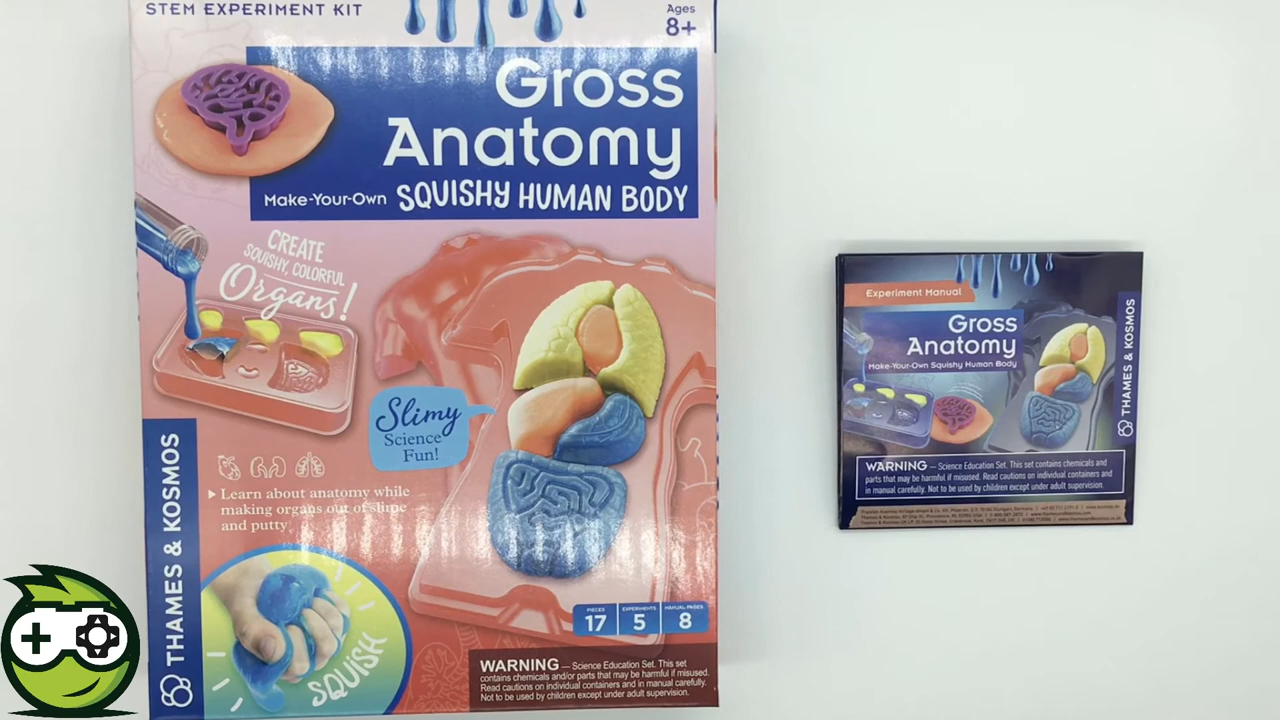 STEM EXPERIMENT KIT
Ages
8+
Gross
Anatomy
Make-Your-Own SQUISHY HUMAN BODY
CREATE
SQUISHY, COLORFUL
Organs!
Slimy
Science
Fun!
Learn about anatomy while
making organs out of slime
and putty
THAMES & KOSMOS
SQUISH
PIECES
17
EXPERIMENTS
5
MANUAL PAGES
8
WARNING — Science Education Set. This set
contains chemicals and/or parts that may be harmful if misused.
Read cautions on individual containers and in manual carefully.
Not to be used by children except under adult supervision.
Experiment Manual
Gross
Anatomy
Make-Your-Own Squishy Human Body
THAMES & KOSMOS
WARNING — Science Education Set. This set contains chemicals and
parts that may be harmful if misused. Read cautions on individual containers and
in manual carefully. Not to be used by children except under adult supervision.